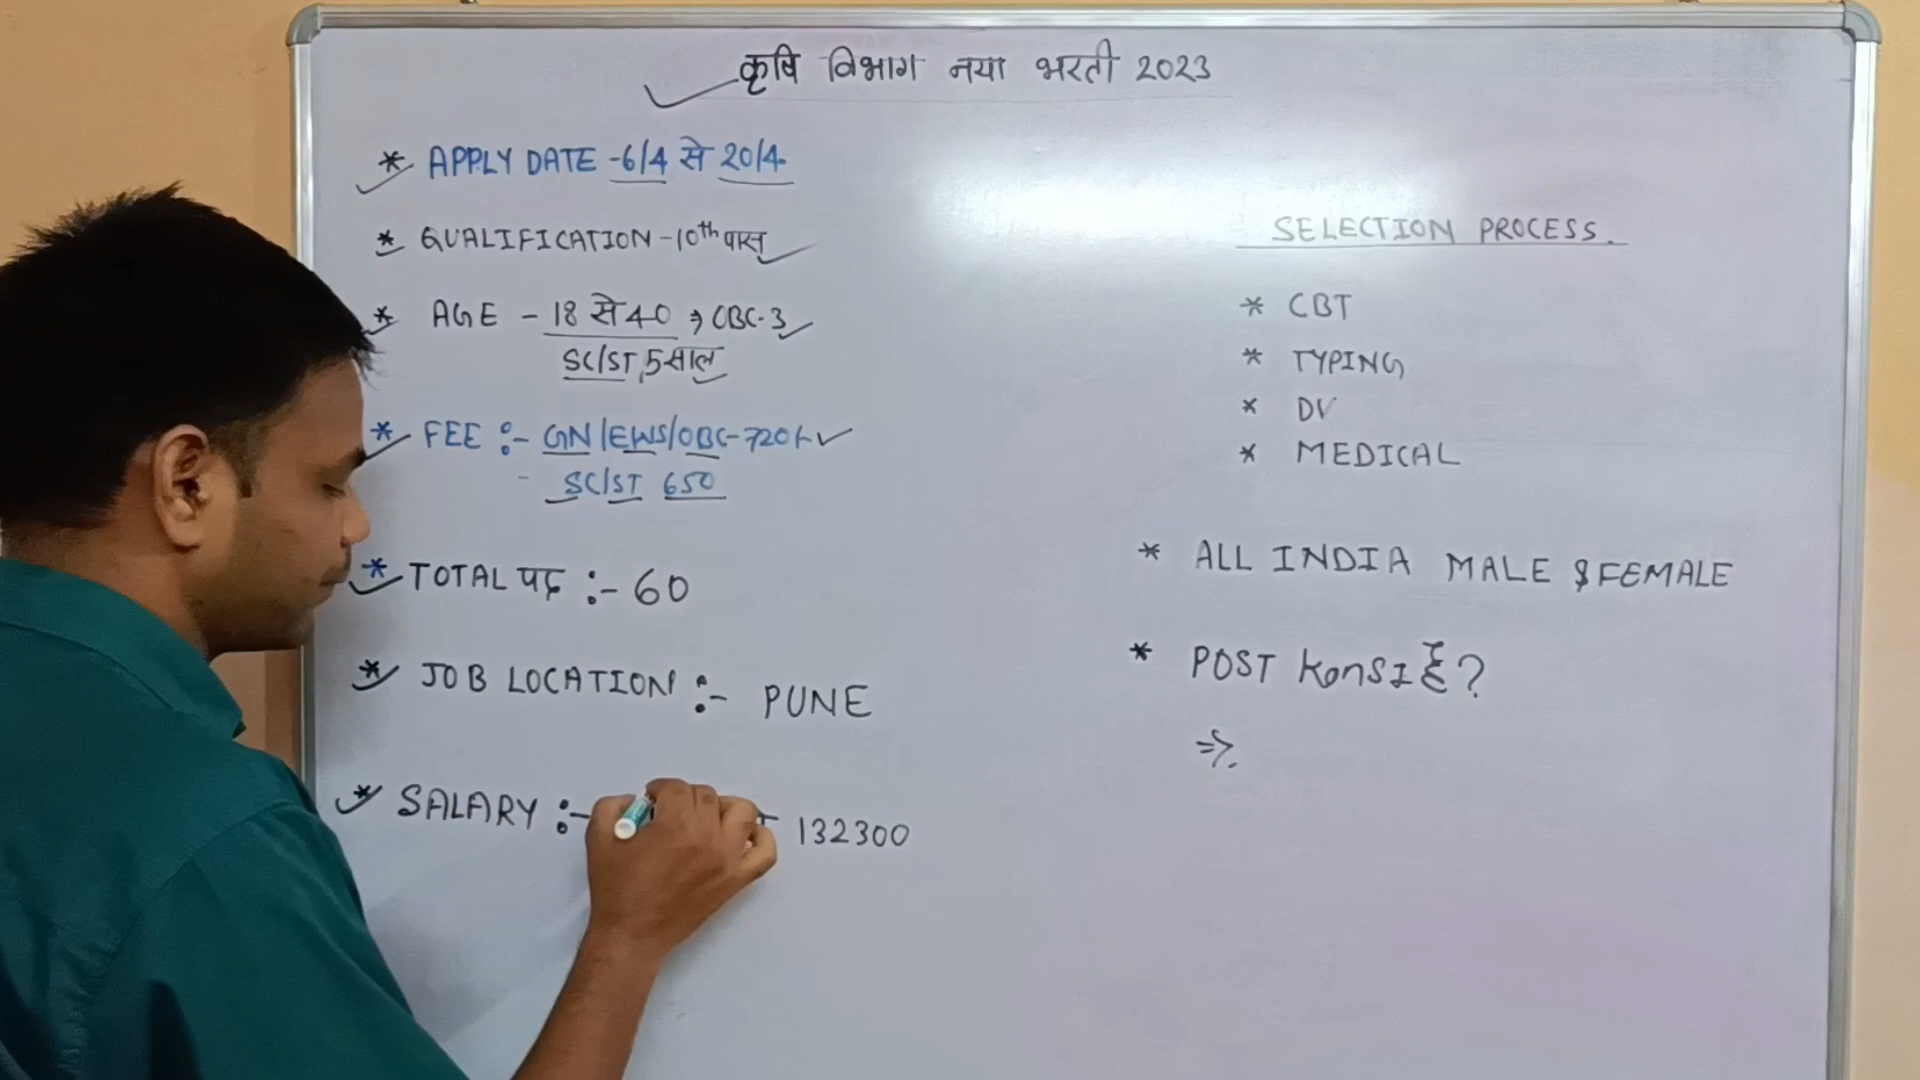 कृषि विभाग नया भरती 2023
* APPLY DATE -6/4 से 20/4.
* QUALIFICATION -10th पास
* AGE - 18 से 40 → OBC-3
SC/ST 5 साल
* FEE :- GN/EWS/OBC-720/-
- SC/ST 650
* TOTAL पद :- 60
* JOB LOCATION :- PUNE
* SALARY :- 132300
SELECTION PROCESS.
* CBT
* TYPING
* DV
* MEDICAL
* ALL INDIA MALE & FEMALE
* POST KonSI है?
⇒.